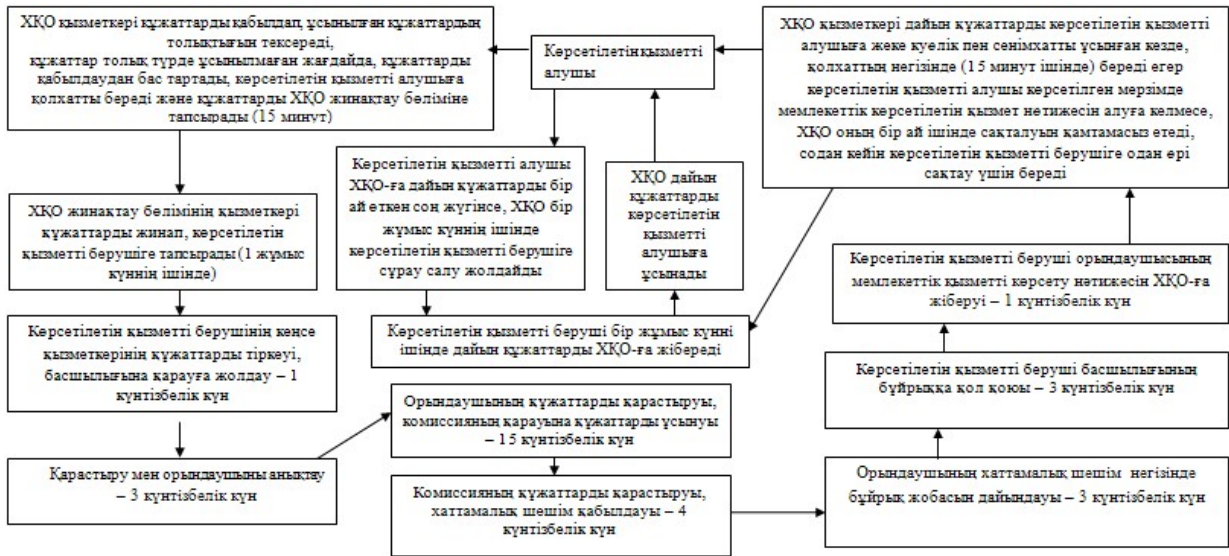 ХҚО қызметкері құжаттарды қабылдап, ұсынылған құжаттардың
толықтығын тексереді,
құжаттар толық түрде ұсынылмаған жағдайда, құжаттарды
қабылдаудан бас тартады, көрсетілетін қызметті алушыға
қолхатты береді және құжаттарды ХҚО жинақтау бөліміне
тапсырады (15 минут)
Көрсетілетін қызметті
алушы
ХҚО қызметкері дайын құжаттарды көрсетілетін қызметті
алушыға жеке куелік пен сенімхатты ұсынған кезде,
қолхаттың негізінде (15 минут ішінде) береді егер
көрсетілетін қызметті алушы көрсетілген мерзімде
мемлекеттік көрсетілетін қызмет нәтижесін алуға келмесе,
ХҚО оның бір ай ішінде сақталуын қамтамасыз етеді,
содан кейін көрсетілетін қызметті берушіге одан әрі
сақтау үшін береді
Көрсетілетін қызметті алушы
ХҚО-ға дайын құжаттарды бір
ай өткен соң жүгінсе, ХҚО бір
жұмыс күннің ішінде
көрсетілетін қызметті берушіге
сұрау салу жолдайды
ХҚО дайын
құжаттарды
көрсетілетін
қызметті
алушыға
ұсынады
ХҚО жинақтау бөлімінің қызметкері
құжаттарды жинап, көрсетілетін
қызметті берушіге тапсырады (1 жұмыс
күннің ішінде)
Көрсетілетін қызметті беруші орындаушысының
мемлекеттік қызметті көрсету нәтижесін ХҚО-ға
жіберуі – 1 күнтізбелік күн
Көрсетілетін қызметті берушінің кеңсе
қызметкерінің құжаттарды тіркеуі,
басшылығына қарауға жолдау – 1
күнтізбелік күн
Көрсетілетін қызметті беруші бір жұмыс күнні
ішінде дайын құжаттарды ХҚО-ға жібереді
Көрсетілетін қызметті беруші басшылығының
бұйрыққа қол қоюы – 3 күнтізбелік күн
Орындаушының құжаттарды қарастыруы,
комиссияның қарауына құжаттарды ұсынуы
– 15 күнтізбелік күн
Қарастыру мен орындаушыны анықтау
– 3 күнтізбелік күн
Комиссияның құжаттарды қарастыруы,
хаттамалық шешім қабылдауы – 4
күнтізбелік күн
Орындаушының хаттамалық шешім негізінде
бұйрық жобасын дайындауы – 3 күнтізбелік күн